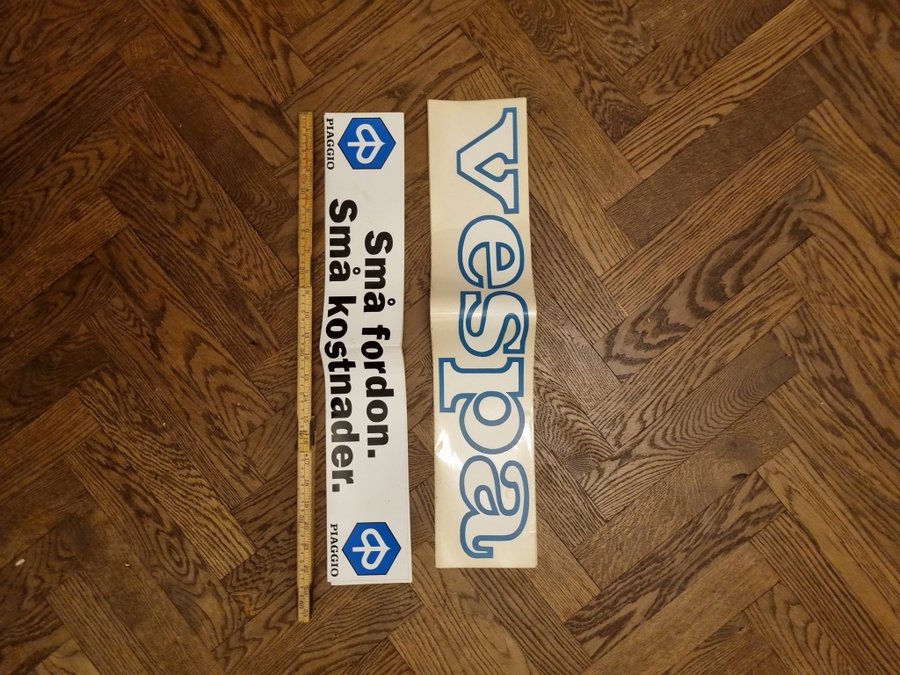 PIAGGIO
Små fordon.
Små kostnader.
PIAGGIO
vespa